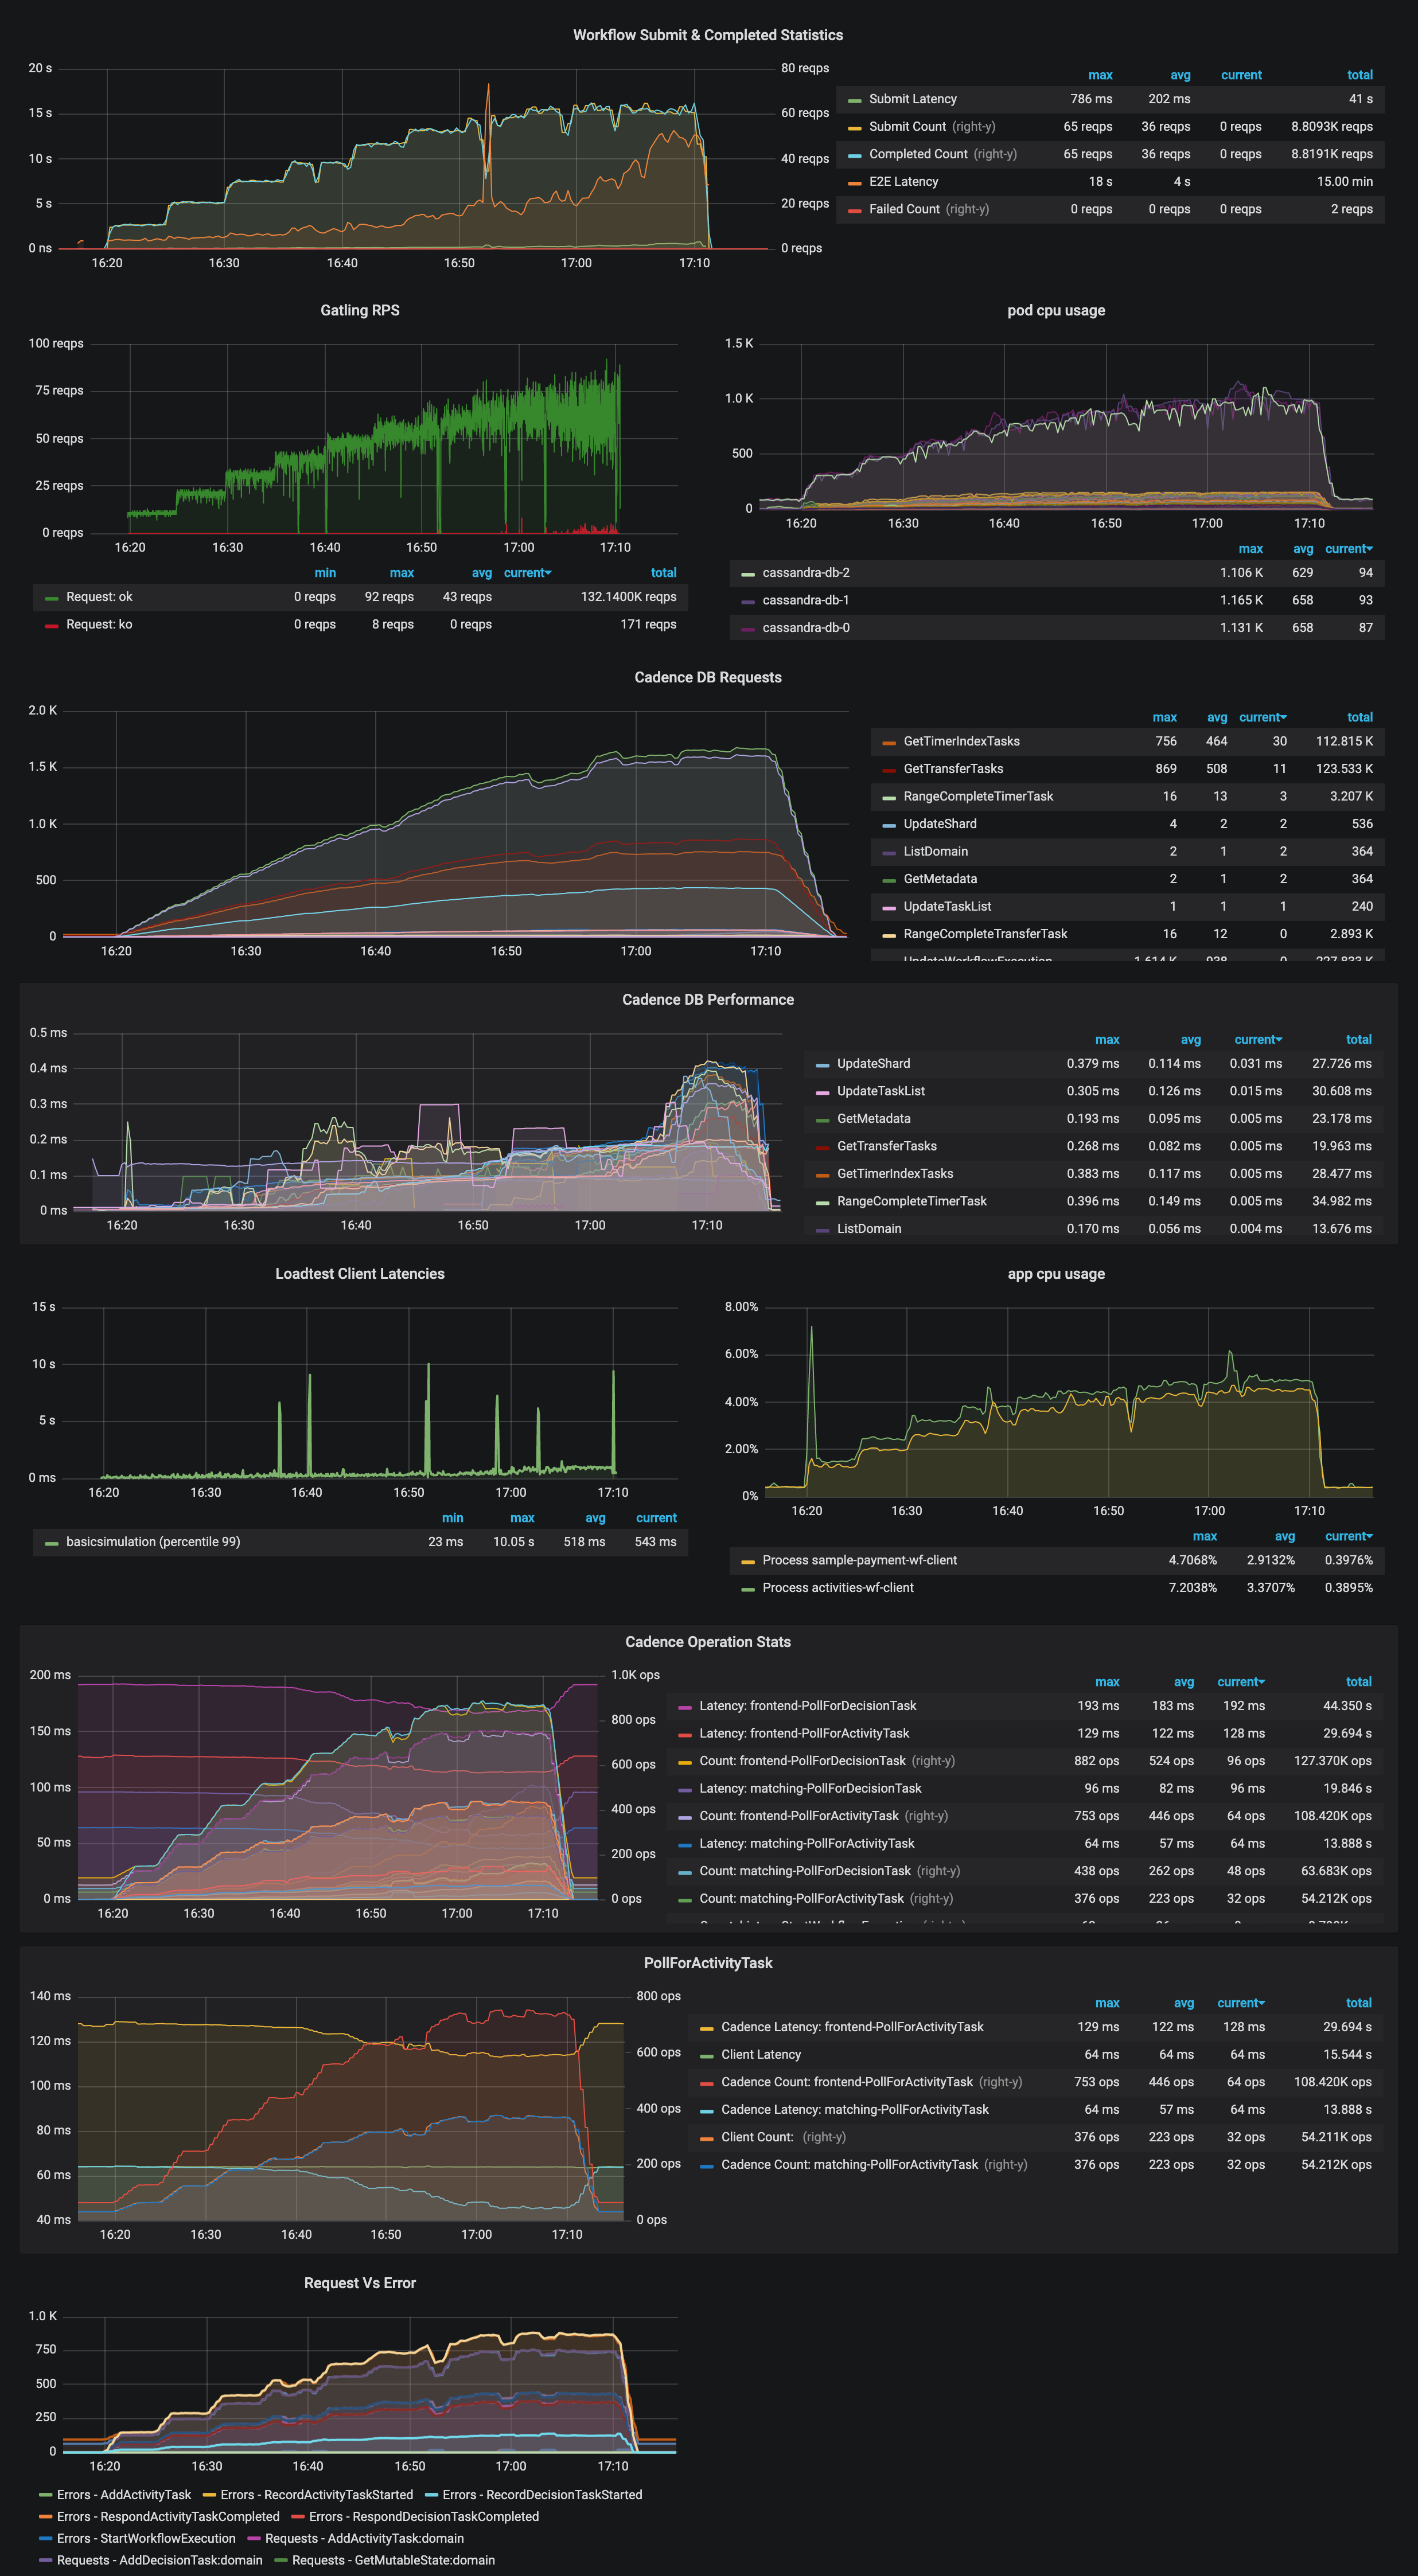 Workflow Submit & Completed Statistics
20 s
15 s
10 s
5 s
0 ns
80 reqps
60 reqps
40 reqps
20 reqps
0 reqps
16:20 16:30 16:40 16:50 17:00 17:10
max avg current total
Submit Latency 786 ms 202 ms 41 s
Submit Count (right-y) 65 reqps 36 reqps 0 reqps 8.8093K reqps
Completed Count (right-y) 65 reqps 36 reqps 0 reqps 8.8191K reqps
E2E Latency 18 s 4 s 15.00 min
Failed Count (right-y) 0 reqps 0 reqps 0 reqps 2 reqps
Gatling RPS
100 reqps
75 reqps
50 reqps
25 reqps
0 reqps
16:20 16:30 16:40 16:50 17:00 17:10
min max avg current total
Request: ok 0 reqps 92 reqps 43 reqps 132.1400K reqps
Request: ko 0 reqps 8 reqps 0 reqps 171 reqps
pod cpu usage
1.5 K
1.0 K
500
0
16:20 16:30 16:40 16:50 17:00 17:10
max avg current
cassandra-db-2 1.106 K 629 94
cassandra-db-1 1.165 K 658 93
cassandra-db-0 1.131 K 658 87
Cadence DB Requests
2.0 K
1.5 K
1.0 K
500
0
16:20 16:30 16:40 16:50 17:00 17:10
max avg current total
GetTimerIndexTasks 756 464 30 112.815 K
GetTransferTasks 869 508 11 123.533 K
RangeCompleteTimerTask 16 13 3 3.207 K
UpdateShard 4 2 2 536
ListDomain 2 1 2 364
GetMetadata 2 1 2 364
UpdateTaskList 1 1 1 240
RangeCompleteTransferTask 16 12 0 2.893 K
UpdateWorkflowExecution 1.614 K 938 0 227.833 K
Cadence DB Performance
0.5 ms
0.4 ms
0.3 ms
0.2 ms
0.1 ms
0 ms
16:20 16:30 16:40 16:50 17:00 17:10
max avg current total
UpdateShard 0.379 ms 0.114 ms 0.031 ms 27.726 ms
UpdateTaskList 0.305 ms 0.126 ms 0.015 ms 30.608 ms
GetMetadata 0.193 ms 0.095 ms 0.005 ms 23.178 ms
GetTransferTasks 0.268 ms 0.082 ms 0.005 ms 19.963 ms
GetTimerIndexTasks 0.383 ms 0.117 ms 0.005 ms 28.477 ms
RangeCompleteTimerTask 0.396 ms 0.149 ms 0.005 ms 34.982 ms
ListDomain 0.170 ms 0.056 ms 0.004 ms 13.676 ms
Loadtest Client Latencies
15 s
10 s
5 s
0 ms
16:20 16:30 16:40 16:50 17:00 17:10
min max avg current
basicsimulation (percentile 99) 23 ms 10.05 s 518 ms 543 ms
app cpu usage
8.00%
6.00%
4.00%
2.00%
0%
16:20 16:30 16:40 16:50 17:00 17:10
max avg current
Process sample-payment-wf-client 4.7068% 2.9132% 0.3976%
Process activities-wf-client 7.2038% 3.3707% 0.3895%
Cadence Operation Stats
200 ms
150 ms
100 ms
50 ms
0 ms
1.0K ops
800 ops
600 ops
400 ops
200 ops
0 ops
16:20 16:30 16:40 16:50 17:00 17:10
max avg current total
Latency: frontend-PollForDecisionTask 193 ms 183 ms 192 ms 44.350 s
Latency: frontend-PollForActivityTask 129 ms 122 ms 128 ms 29.694 s
Count: frontend-PollForDecisionTask (right-y) 882 ops 524 ops 96 ops 127.370K ops
Latency: matching-PollForDecisionTask 96 ms 82 ms 96 ms 19.846 s
Count: frontend-PollForActivityTask (right-y) 753 ops 446 ops 64 ops 108.420K ops
Latency: matching-PollForActivityTask 64 ms 57 ms 64 ms 13.888 s
Count: matching-PollForDecisionTask (right-y) 438 ops 262 ops 48 ops 63.683K ops
Count: matching-PollForActivityTask (right-y) 376 ops 223 ops 32 ops 54.212K ops
PollForActivityTask
140 ms
120 ms
100 ms
80 ms
60 ms
40 ms
800 ops
600 ops
400 ops
200 ops
0 ops
16:20 16:30 16:40 16:50 17:00 17:10
max avg current total
Cadence Latency: frontend-PollForActivityTask 129 ms 122 ms 128 ms 29.694 s
Client Latency 64 ms 64 ms 64 ms 15.544 s
Cadence Count: frontend-PollForActivityTask (right-y) 753 ops 446 ops 64 ops 108.420K ops
Cadence Latency: matching-PollForActivityTask 64 ms 57 ms 64 ms 13.888 s
Client Count: (right-y) 376 ops 223 ops 32 ops 54.211K ops
Cadence Count: matching-PollForActivityTask (right-y) 376 ops 223 ops 32 ops 54.212K ops
Request Vs Error
1.0 K
750
500
250
0
16:20 16:30 16:40 16:50 17:00 17:10
Errors - AddActivityTask Errors - RecordActivityTaskStarted Errors - RecordDecisionTaskStarted
Errors - RespondActivityTaskCompleted Errors - RespondDecisionTaskCompleted
Errors - StartWorkflowExecution Requests - AddActivityTask:domain
Requests - AddDecisionTask:domain Requests - GetMutableState:domain